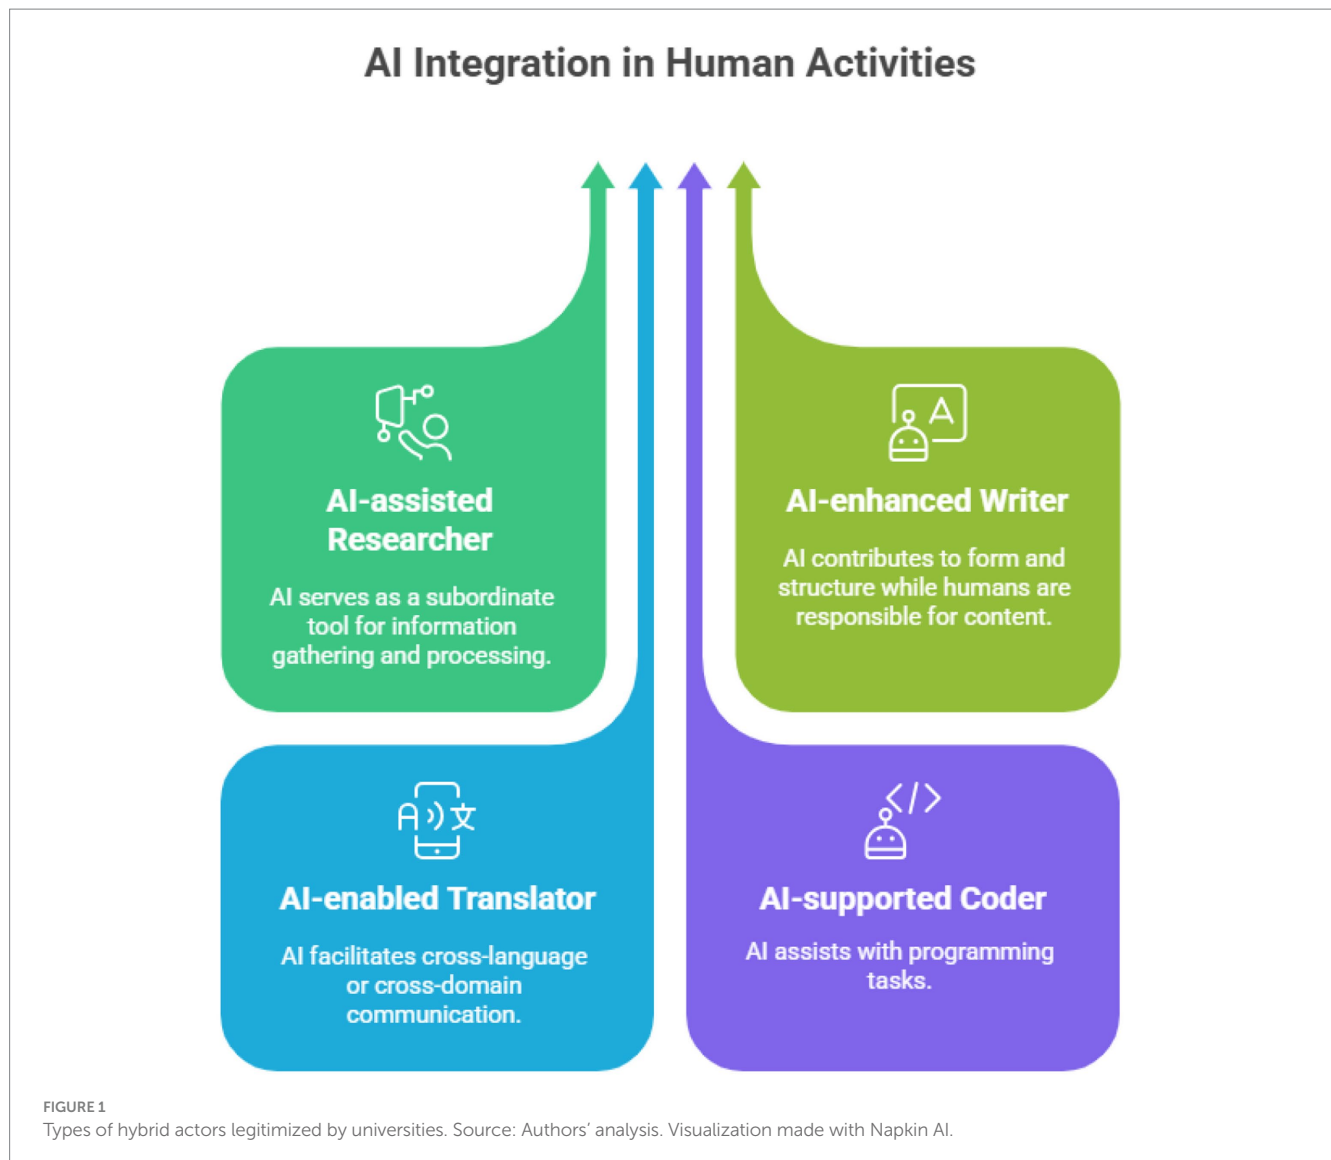 AI Integration in Human Activities
AI-assisted
Researcher
AI serves as a subordinate
tool for information
gathering and processing.
A
AI-enhanced Writer
AI contributes to form and
structure while humans are
responsible for content.
A 文
AI-enabled Translator
AI facilitates cross-language
or cross-domain
communication.
</>
AI-supported Coder
AI assists with programming
tasks.
FIGURE 1
Types of hybrid actors legitimized by universities. Source: Authors’ analysis. Visualization made with Napkin AI.